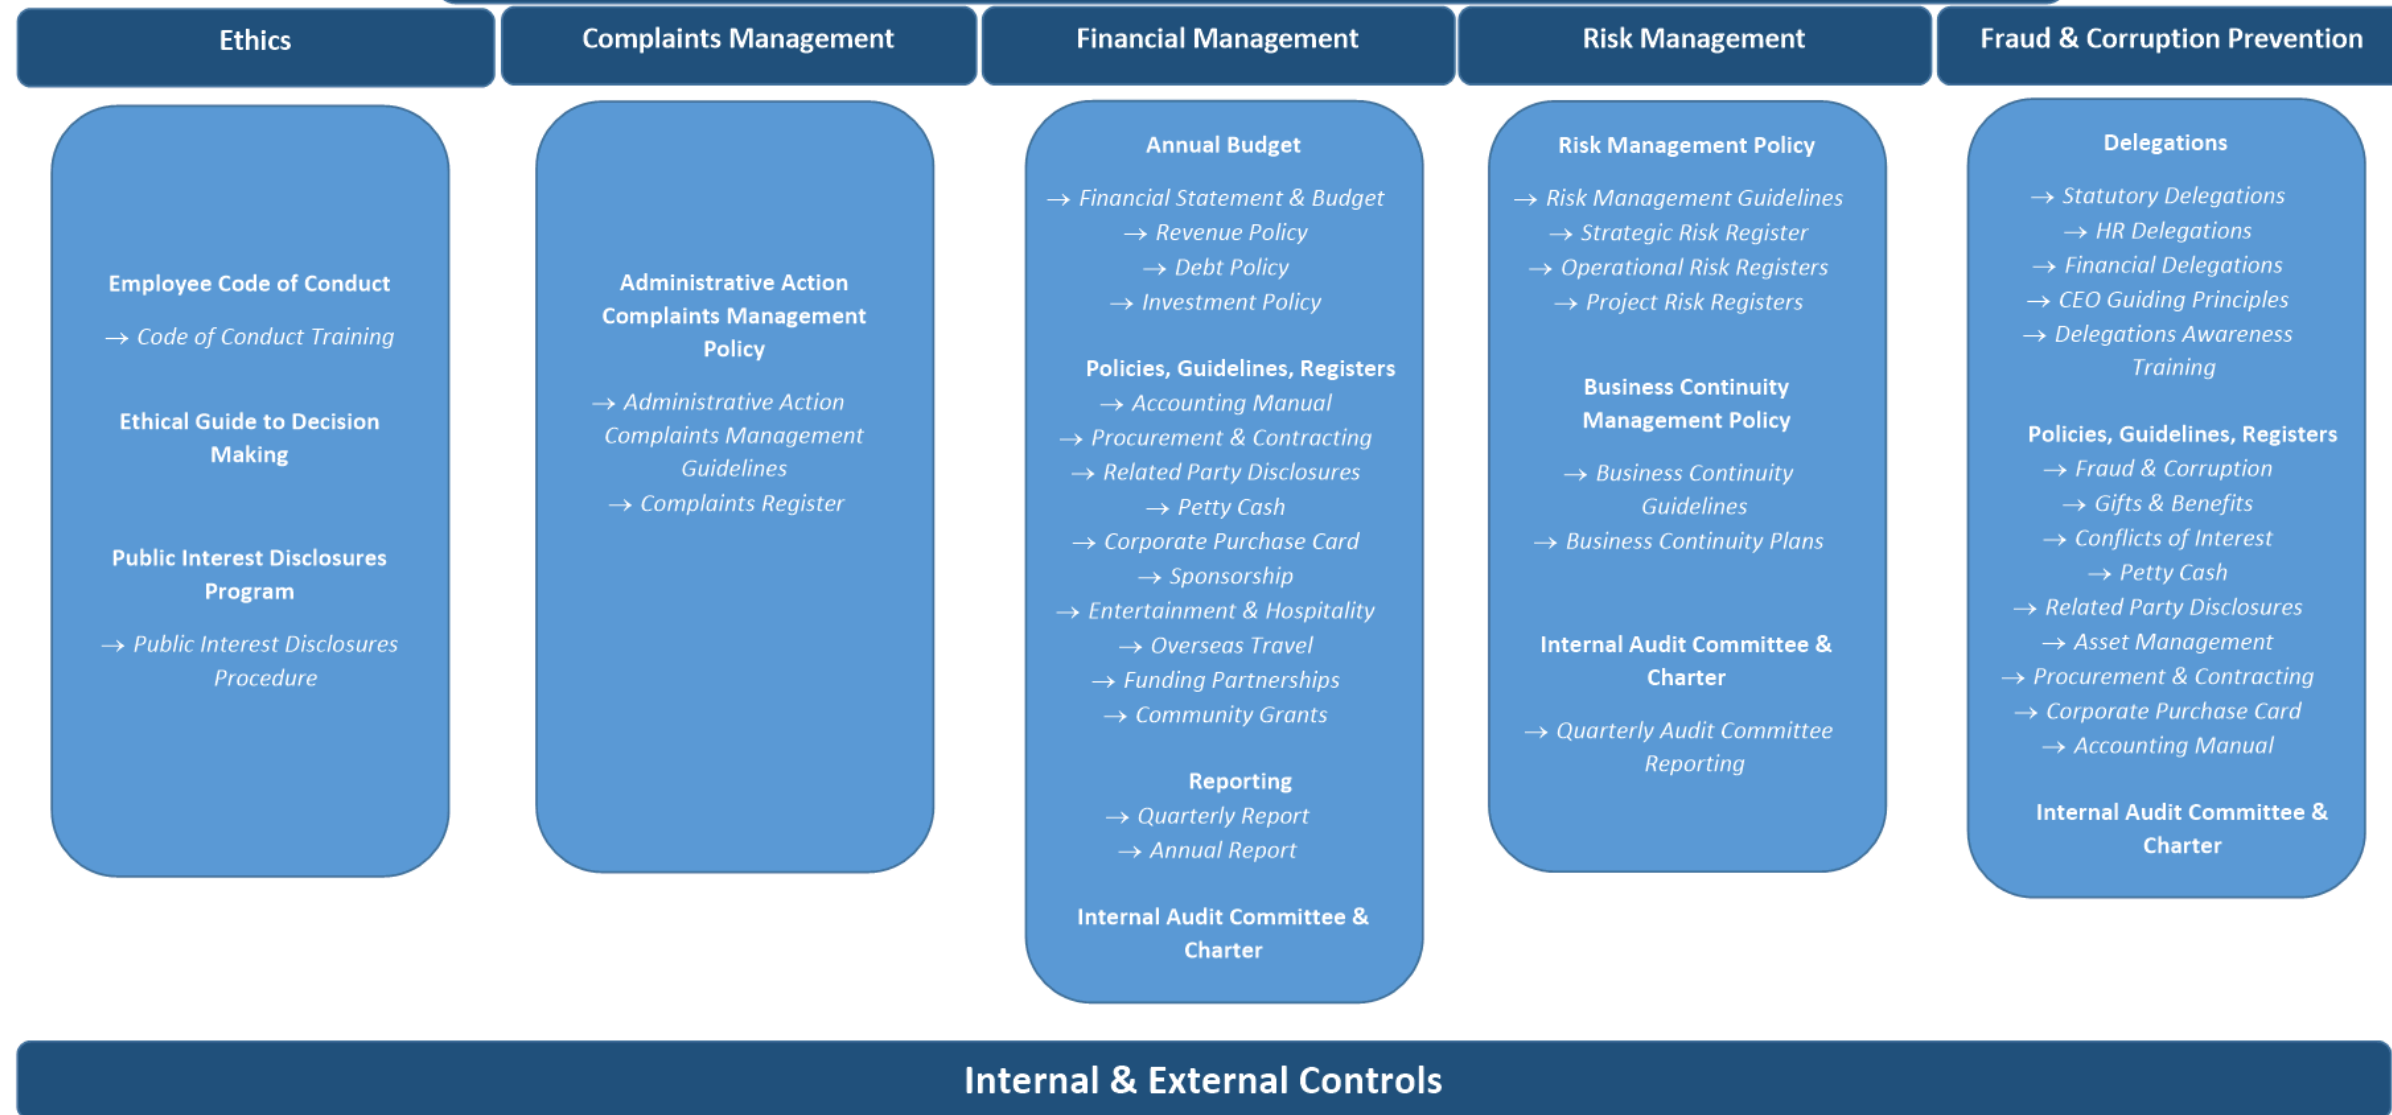 Ethics
Complaints Management
Financial Management
Risk Management
Fraud & Corruption Prevention
Employee Code of Conduct
→ Code of Conduct Training
Ethical Guide to Decision
Making
Public Interest Disclosures
Program
→ Public Interest Disclosures
Procedure
Administrative Action
Complaints Management
Policy
→ Administrative Action
Complaints Management
Guidelines
→ Complaints Register
Annual Budget
→ Financial Statement & Budget
→ Revenue Policy
→ Debt Policy
→ Investment Policy
Policies, Guidelines, Registers
→ Accounting Manual
→ Procurement & Contracting
→ Related Party Disclosures
→ Petty Cash
→ Corporate Purchase Card
→ Sponsorship
→ Entertainment & Hospitality
→ Overseas Travel
→ Funding Partnerships
→ Community Grants
Reporting
→ Quarterly Report
→ Annual Report
Internal Audit Committee &
Charter
Risk Management Policy
→ Risk Management Guidelines
→ Strategic Risk Register
→ Operational Risk Registers
→ Project Risk Registers
Business Continuity
Management Policy
→ Business Continuity
Guidelines
→ Business Continuity Plans
Internal Audit Committee &
Charter
→ Quarterly Audit Committee
Reporting
Delegations
→ Statutory Delegations
→ HR Delegations
→ Financial Delegations
→ CEO Guiding Principles
→ Delegations Awareness
Training
Policies, Guidelines, Registers
→ Fraud & Corruption
→ Gifts & Benefits
→ Conflicts of Interest
→ Petty Cash
→ Related Party Disclosures
→ Asset Management
→ Procurement & Contracting
→ Corporate Purchase Card
→ Accounting Manual
Internal Audit Committee &
Charter
Internal & External Controls